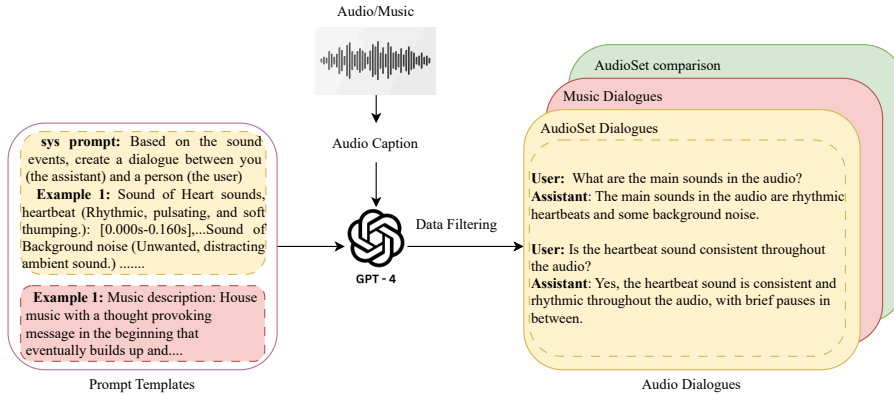 Audio/Music
Audio Caption
sys prompt: Based on the sound
events, create a dialogue between you
(the assistant) and a person (the user)
Example 1: Sound of Heart sounds,
heartbeat (Rhythmic, pulsating, and soft
thumping.): [0.000s-0.160s],...Sound of
Background noise (Unwanted, distracting
ambient sound.) .......
Example 1: Music description: House
music with a thought provoking
message in the beginning that
eventually builds up and....
Prompt Templates
GPT - 4
Data Filtering
AudioSet comparison
Music Dialogues
AudioSet Dialogues
User: What are the main sounds in the audio?
Assistant: The main sounds in the audio are rhythmic
heartbeats and some background noise.
User: Is the heartbeat sound consistent throughout
the audio?
Assistant: Yes, the heartbeat sound is consistent and
rhythmic throughout the audio, with brief pauses in
between.
Audio Dialogues